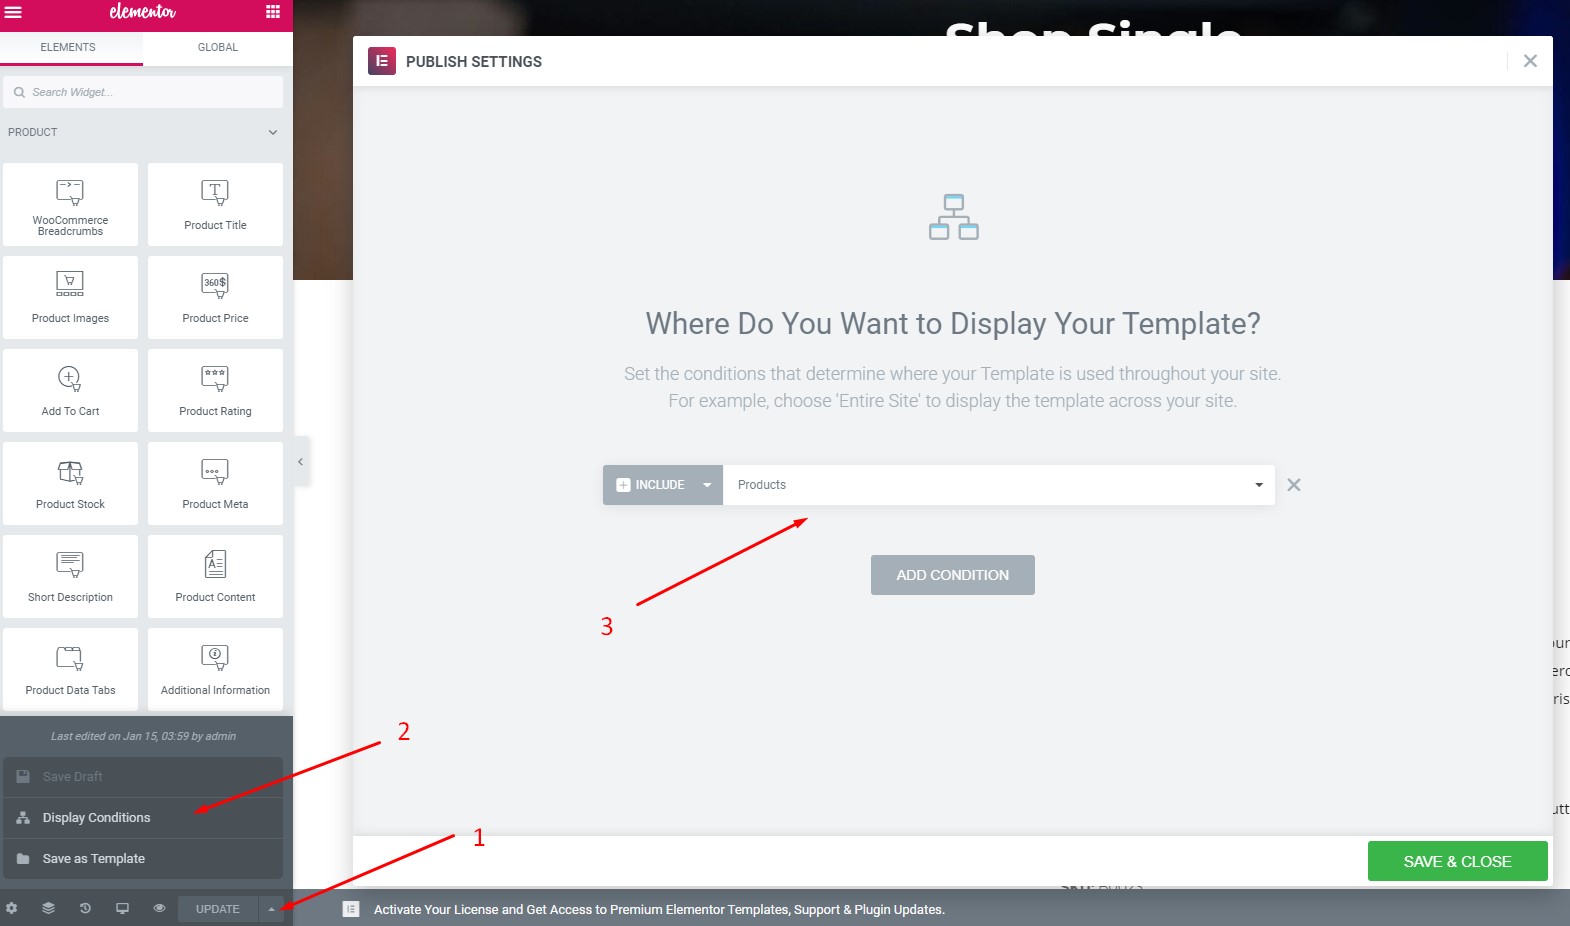 elementor
ELEMENTS
GLOBAL
Search Widget...
PRODUCT
WooCommerce
Breadcrumbs
Product Title
Product Images
360$
Product Price
Add To Cart
Product Rating
Product Stock
Product Meta
Short Description
Product Content
Product Data Tabs
Additional Information
Last edited on Jan 15, 03:59 by admin
Save Draft
Display Conditions
Save as Template
UPDATE
Shop Single
PUBLISH SETTINGS
Where Do You Want to Display Your Template?
Set the conditions that determine where your Template is used throughout your site.
For example, choose 'Entire Site' to display the template across your site.
INCLUDE
Products
ADD CONDITION
3
2
1
SAVE & CLOSE
Activate Your License and Get Access to Premium Elementor Templates, Support & Plugin Updates.